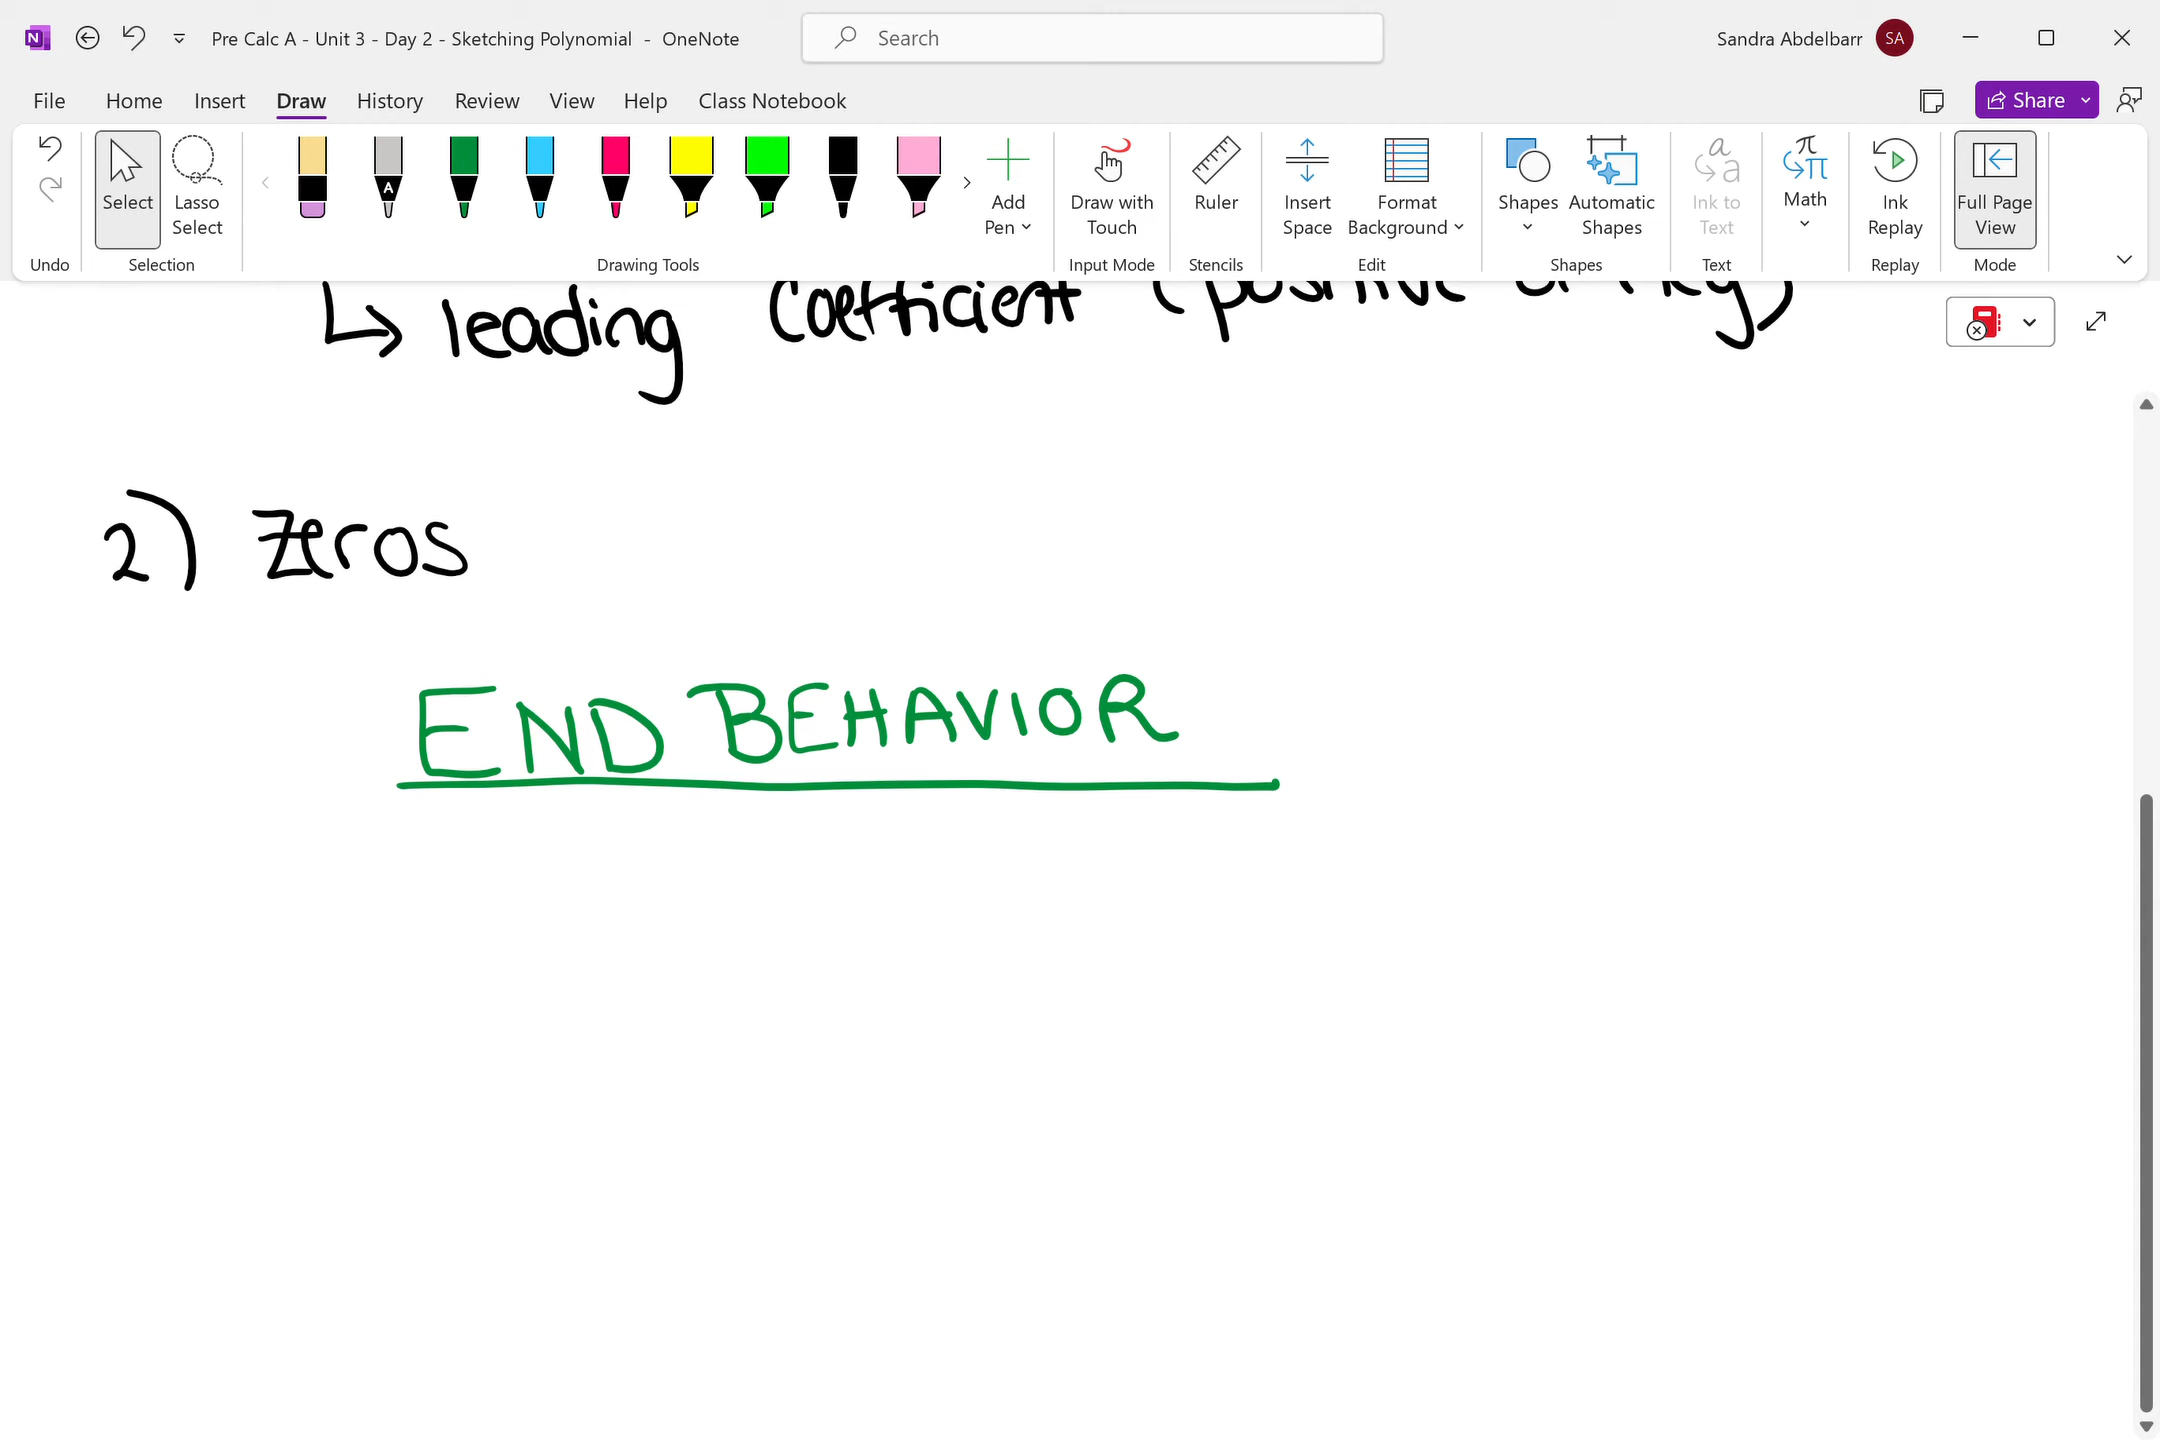 Pre Calc A - Unit 3 - Day 2 - Sketching Polynomial - OneNote
Search
Sandra Abdelbarr SA
File Home Insert Draw History Review View Help Class Notebook Share
Select Lasso Select
A
Add Pen
Draw with Touch
Ruler
Insert Space
Format Background
Shapes
Automatic Shapes
Ink to Text
Math
Ink Replay
Full Page View
Undo Selection Drawing Tools Input Mode Stencils Edit Shapes Text Replay Mode
↳ leading coefficient (positive or neg)
2) Zeros
END BEHAVIOR